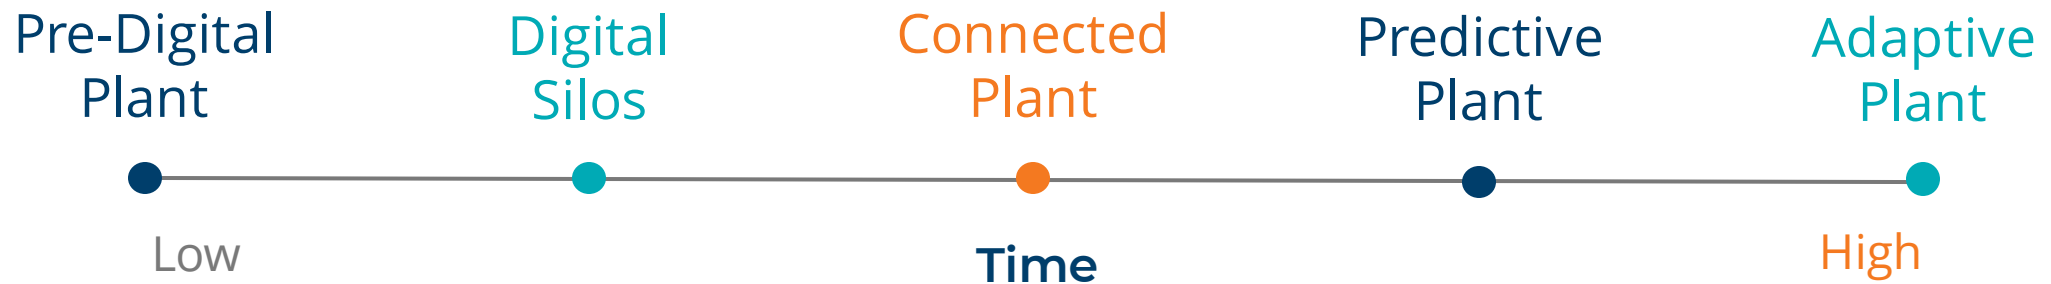 Pre-Digital
Plant
Digital
Silos
Connected
Plant
Predictive
Plant
Adaptive
Plant
Low
Time
High